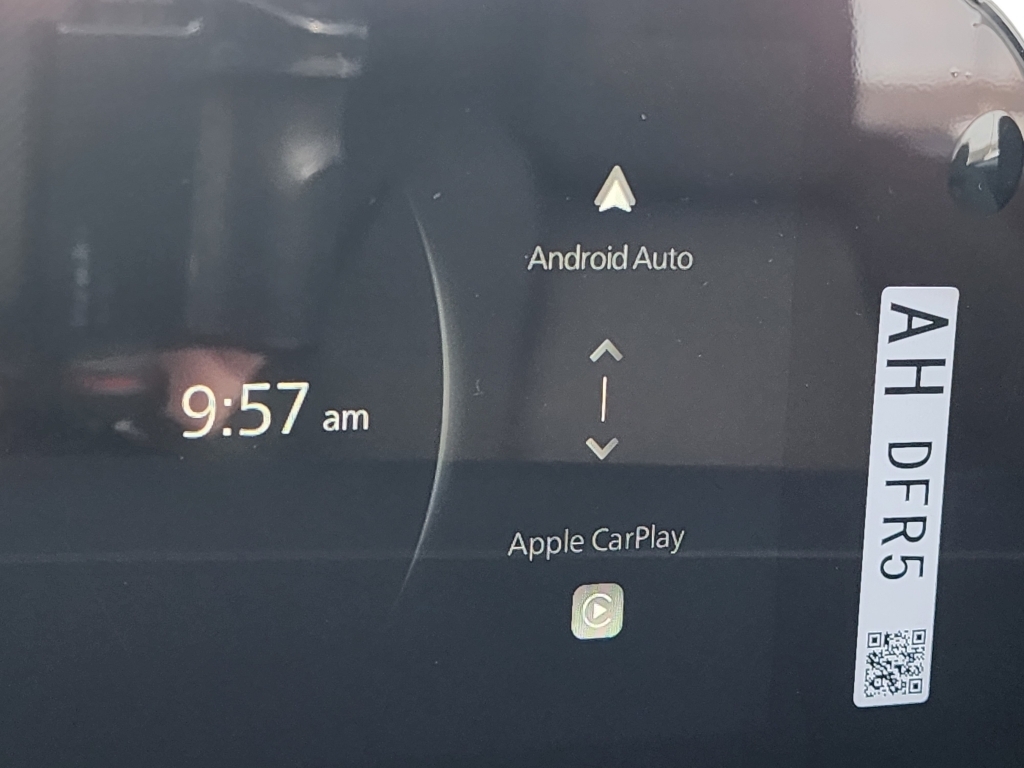 Android Auto
9:57 am
Apple CarPlay
AH DFR5